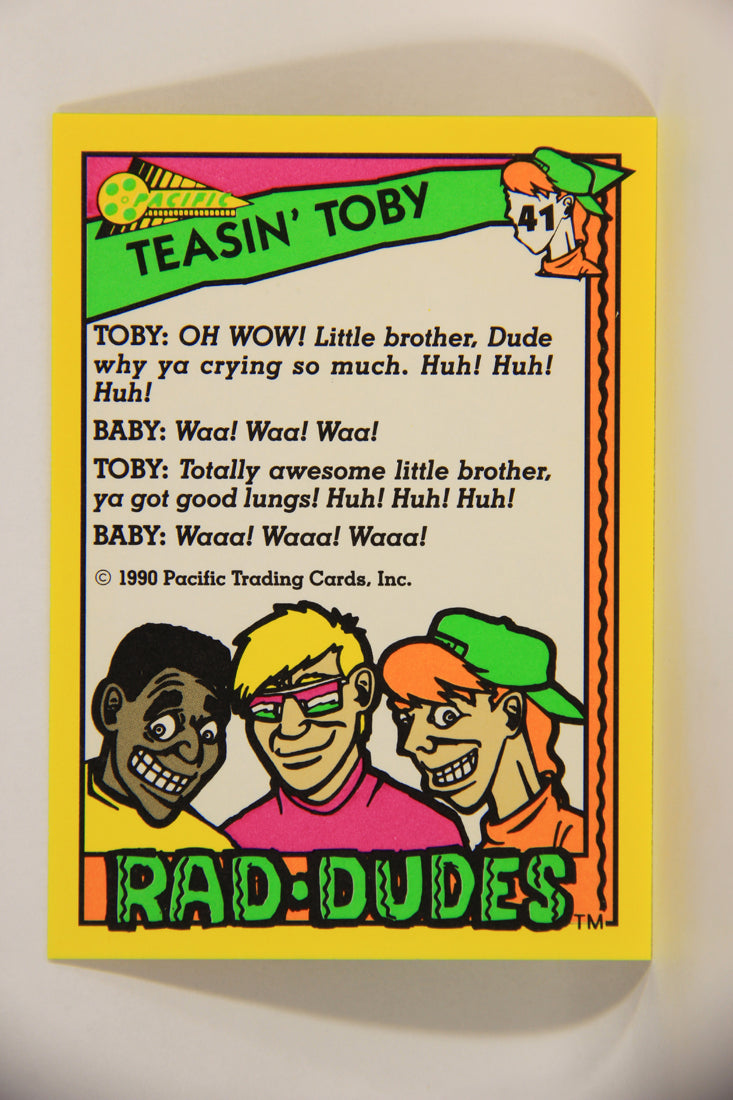 PACIFIC
TEASIN' TOBY
41
TOBY: OH WOW! Little brother, Dude
why ya crying so much. Huh! Huh!
Huh!
BABY: Waa! Waa! Waa!
TOBY: Totally awesome little brother,
ya got good lungs! Huh! Huh! Huh!
BABY: Waaa! Waaa! Waaa!
© 1990 Pacific Trading Cards, Inc.
RAD•DUDES TM